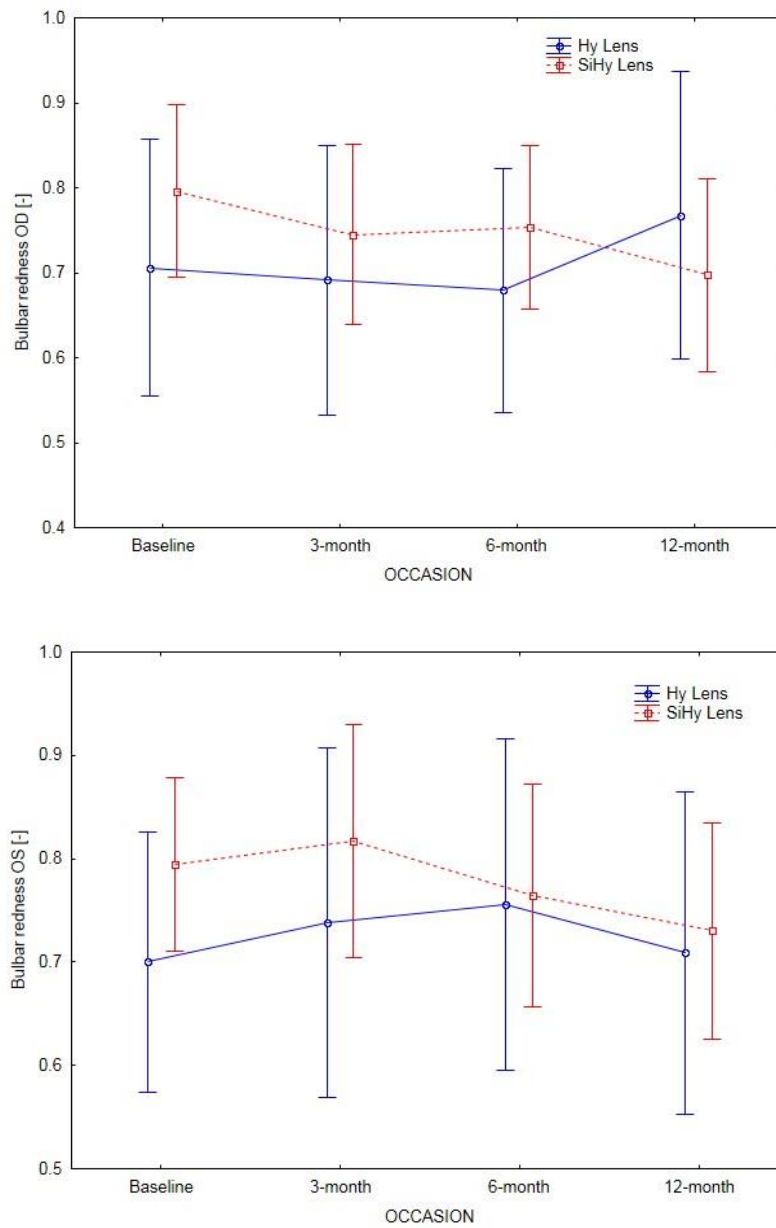 1.0
Hy Lens
SiHy Lens
0.9
0.8
Bulbar redness OD [-]
0.7
0.6
0.5
0.4
Baseline 3-month 6-month 12-month
OCCASION
1.0
Hy Lens
SiHy Lens
0.9
0.8
Bulbar redness OS [-]
0.7
0.6
0.5
Baseline 3-month 6-month 12-month
OCCASION